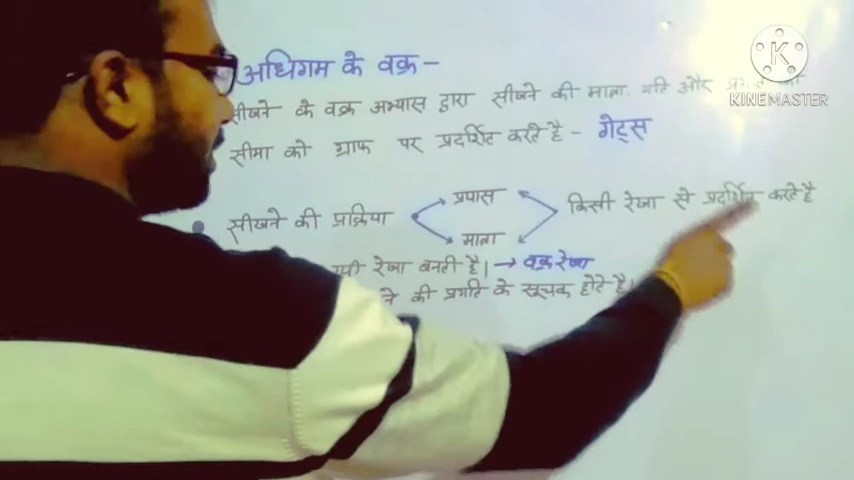 अधिगम के वक्र –
सीखने के वक्र अभ्यास द्वारा सीखने की मात्रा, गति और
सीमा को ग्राफ पर प्रदर्शित करते है – गेट्स
सीखने की प्रक्रिया प्रयास मात्रा किसी रेखा से प्रदर्शित करते है
रेखा बनती है। → वक्र रेखा
की प्रगति के सूचक होते है।
KINEMASTER